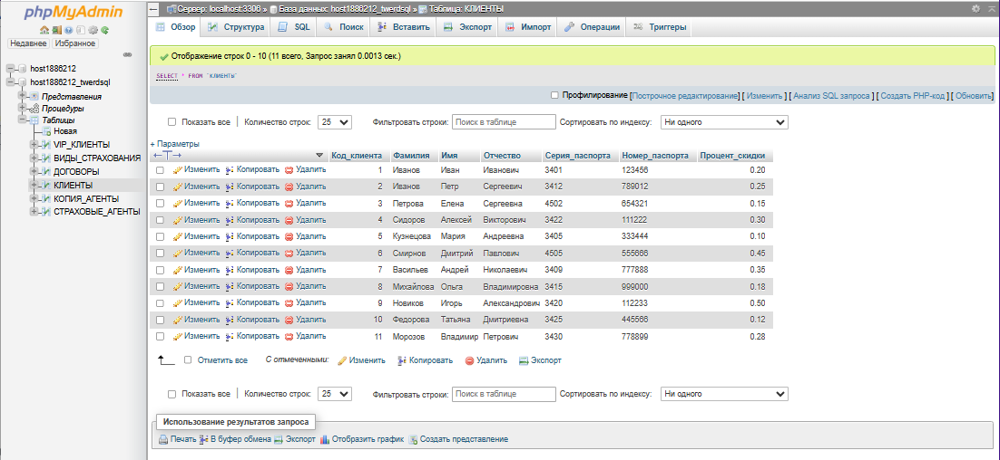 phpMyAdmin
Недавнее Избранное
host1886212
host1886212_twerdsql
Представления
Процедуры
Таблицы
Новая
VIP_КЛИЕНТЫ
ВИДЫ_СТРАХОВАНИЯ
ДОГОВОРЫ
КЛИЕНТЫ
КОПИЯ_АГЕНТЫ
СТРАХОВЫЕ_АГЕНТЫ
Сервер: localhost:3306 » База данных: host1886212_twerdsql » Таблица: КЛИЕНТЫ
Обзор Структура SQL Поиск Вставить Экспорт Импорт Операции Триггеры
Отображение строк 0 - 10 (11 всего, Запрос занял 0.0013 сек.)
SELECT * FROM `КЛИЕНТЫ`
Профилирование [Построчное редактирование] [ Изменить ] [ Анализ SQL запроса ] [ Создать PHP-код ] [ Обновить]
Показать все Количество строк: 25 Фильтровать строки: Поиск в таблице Сортировать по индексу: Ни одного
+ Параметры
←T→ Код_клиента Фамилия Имя Отчество Серия_паспорта Номер_паспорта Процент_скидки
Изменить Копировать Удалить 1 Иванов Иван Иванович 3401 123456 0.20
Изменить Копировать Удалить 2 Иванов Петр Сергеевич 3412 789012 0.25
Изменить Копировать Удалить 3 Петрова Елена Сергеевна 4502 654321 0.15
Изменить Копировать Удалить 4 Сидоров Алексей Викторович 3422 111222 0.30
Изменить Копировать Удалить 5 Кузнецова Мария Андреевна 3405 333444 0.10
Изменить Копировать Удалить 6 Смирнов Дмитрий Павлович 4505 555666 0.45
Изменить Копировать Удалить 7 Васильев Андрей Николаевич 3409 777888 0.35
Изменить Копировать Удалить 8 Михайлова Ольга Владимировна 3415 999000 0.18
Изменить Копировать Удалить 9 Новиков Игорь Александрович 3420 112233 0.50
Изменить Копировать Удалить 10 Федорова Татьяна Дмитриевна 3425 445566 0.12
Изменить Копировать Удалить 11 Морозов Владимир Петрович 3430 778899 0.28
Отметить все С отмеченными: Изменить Копировать Удалить Экспорт
Показать все Количество строк: 25 Фильтровать строки: Поиск в таблице Сортировать по индексу: Ни одного
Использование результатов запроса
Печать В буфер обмена Экспорт Отобразить график Создать представление